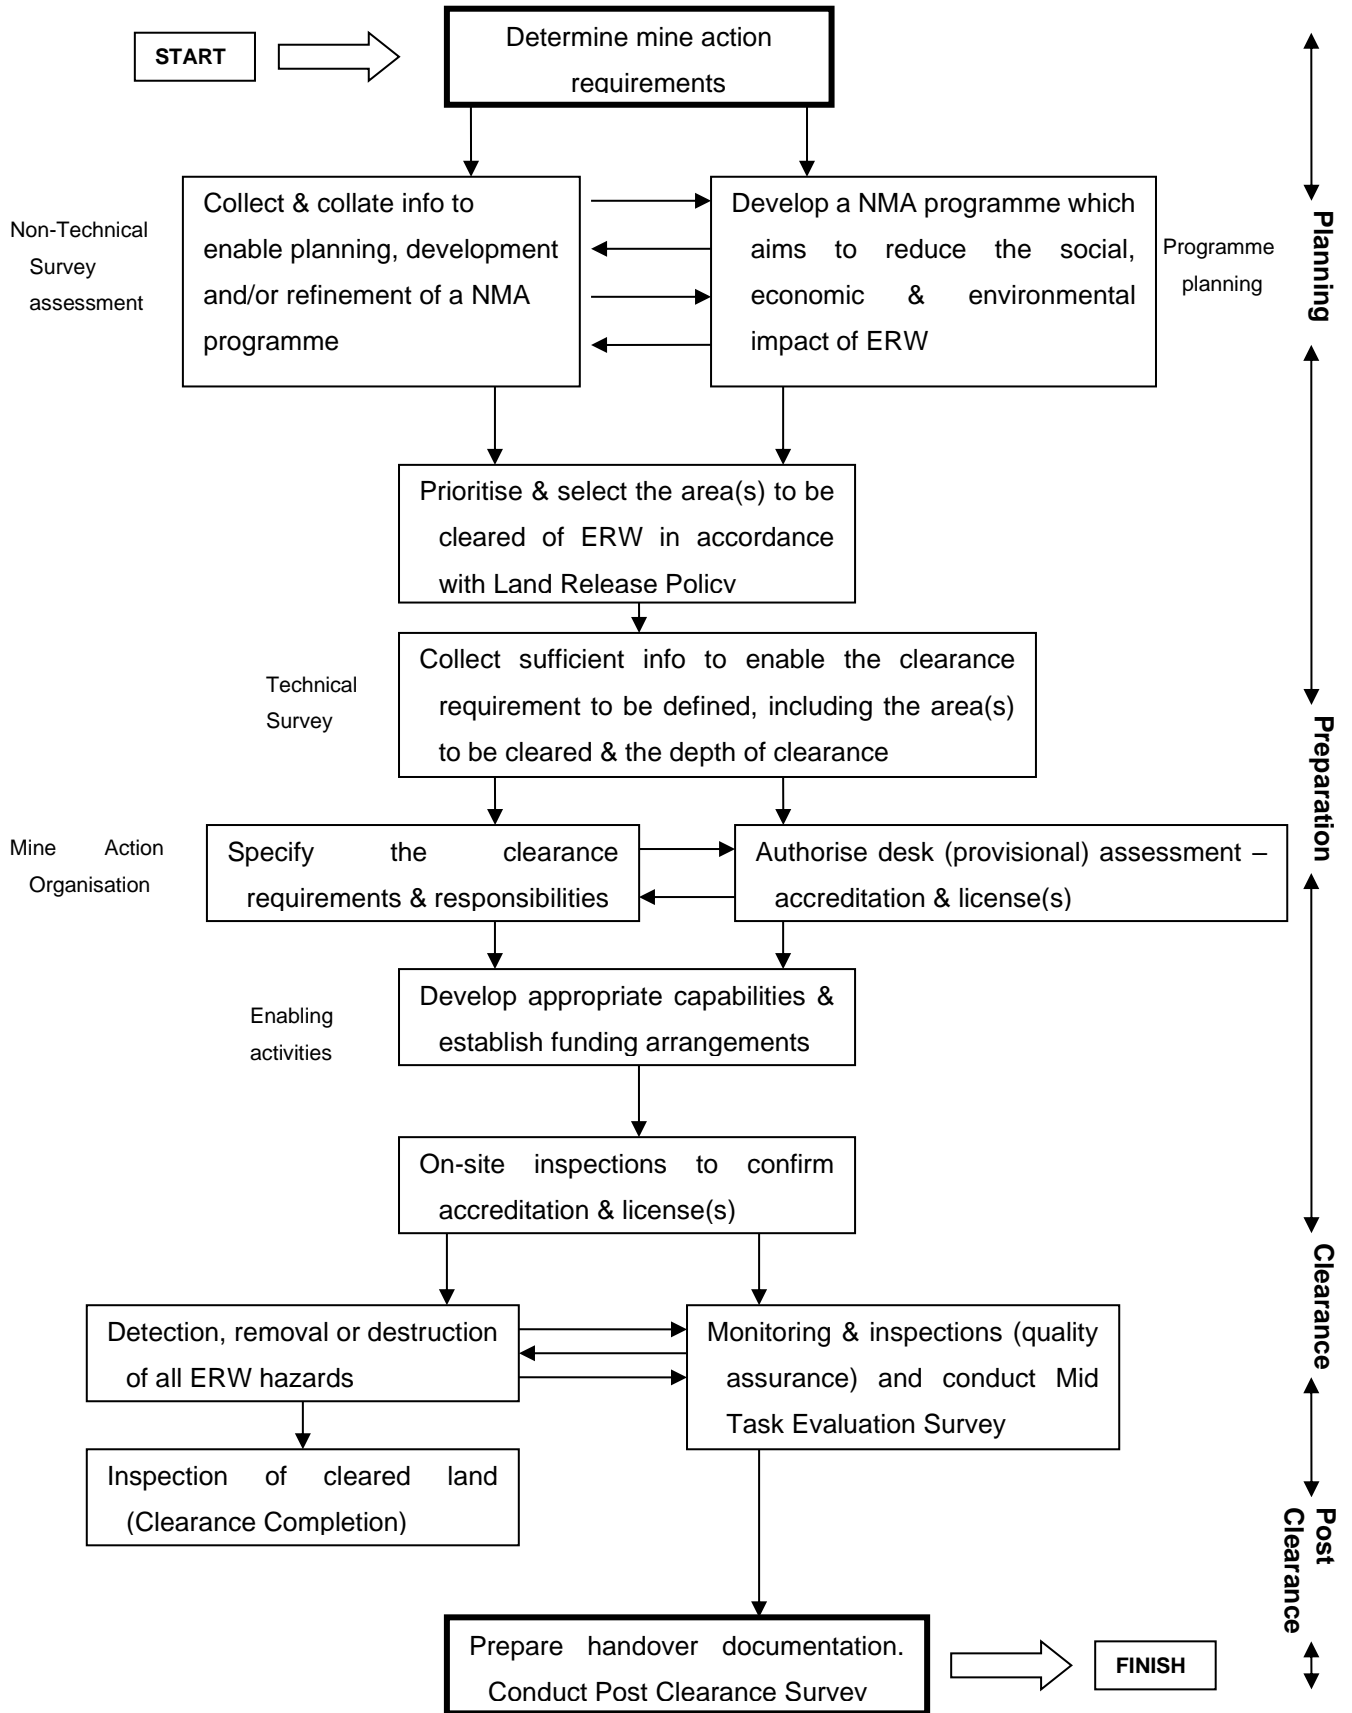 START
Determine mine action
requirements
Non-Technical
Survey
assessment
Collect & collate info to
enable planning, development
and/or refinement of a NMA
programme
Develop a NMA programme which
aims to reduce the social,
economic & environmental
impact of ERW
Programme
planning
Planning
Prioritise & select the area(s) to be
cleared of ERW in accordance
with Land Release Policy
Technical
Survey
Collect sufficient info to enable the clearance
requirement to be defined, including the area(s)
to be cleared & the depth of clearance
Preparation
Mine Action
Organisation
Specify the clearance
requirements & responsibilities
Authorise desk (provisional) assessment –
accreditation & license(s)
Enabling
activities
Develop appropriate capabilities &
establish funding arrangements
On-site inspections to confirm
accreditation & license(s)
Clearance
Detection, removal or destruction
of all ERW hazards
Monitoring & inspections (quality
assurance) and conduct Mid
Task Evaluation Survey
Inspection of cleared land
(Clearance Completion)
Post
Clearance
Prepare handover documentation.
Conduct Post Clearance Survey
FINISH